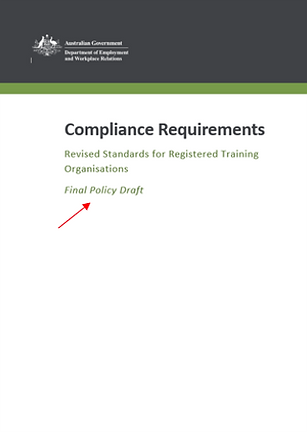 Australian Government
Department of Employment
and Workplace Relations
Compliance Requirements
Revised Standards for Registered Training
Organisations
Final Policy Draft